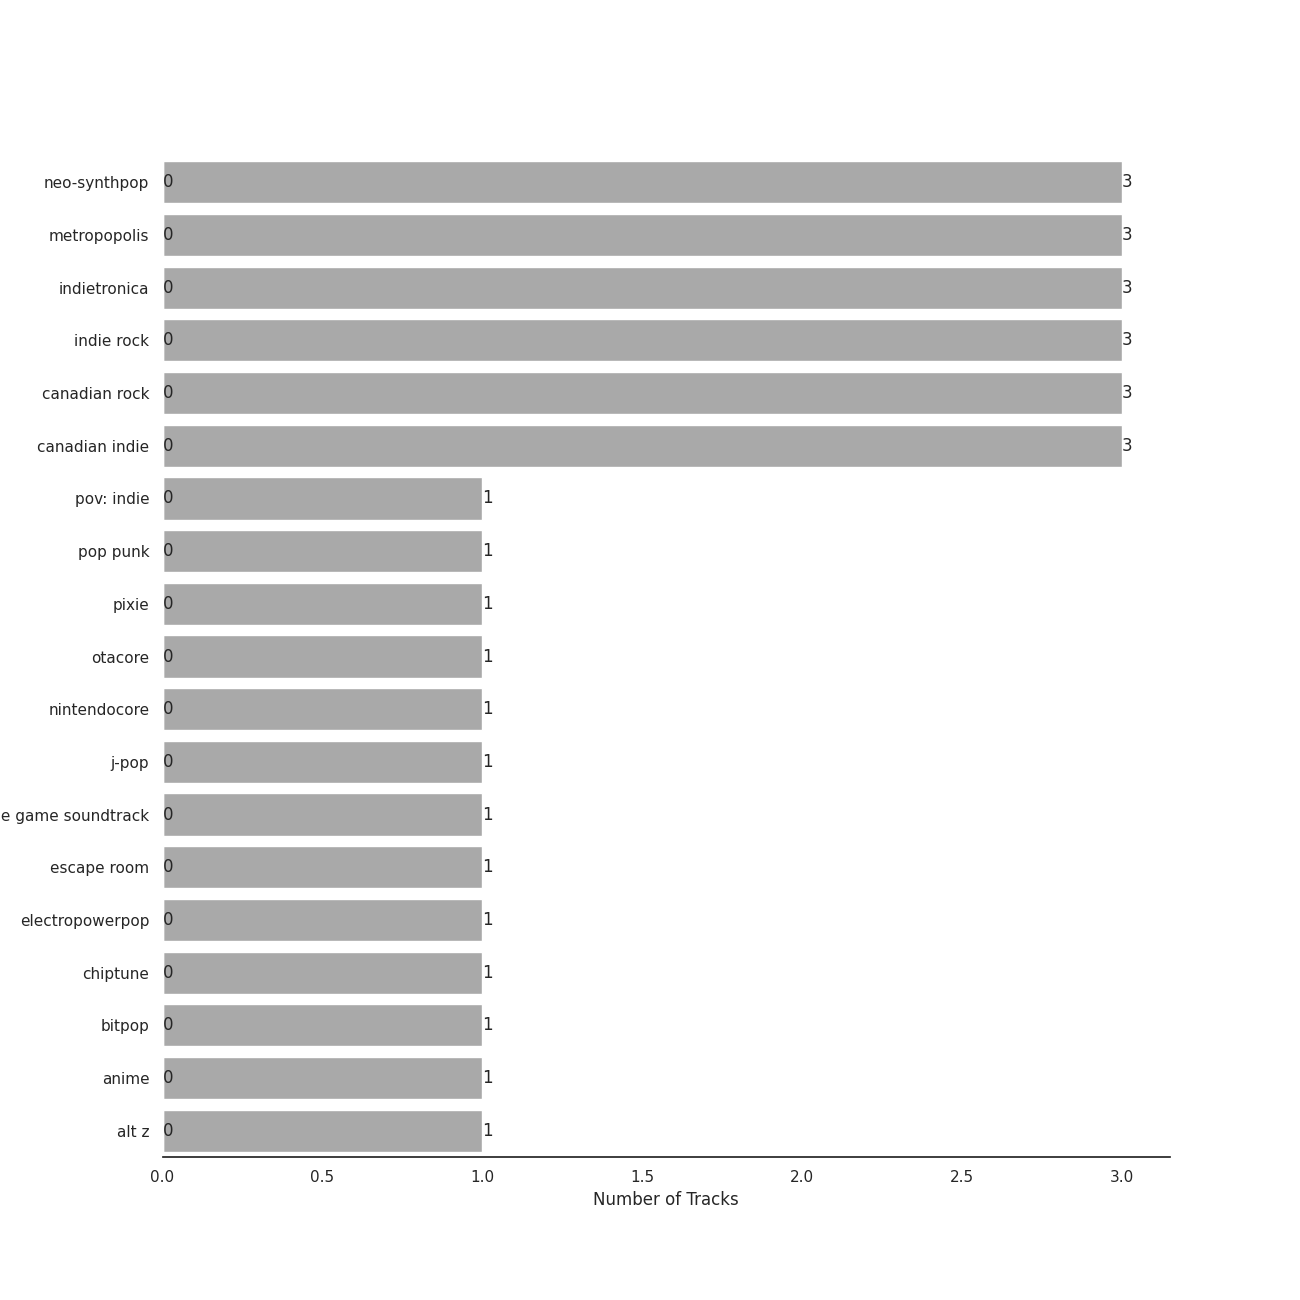 neo-synthpop 0 3
metropopolis 0 3
indietronica 0 3
indie rock 0 3
canadian rock 0 3
canadian indie 0 3
pov: indie 0 1
pop punk 0 1
pixie 0 1
otacore 0 1
nintendocore 0 1
j-pop 0 1
e game soundtrack 0 1
escape room 0 1
electropowerpop 0 1
chiptune 0 1
bitpop 0 1
anime 0 1
alt z 0 1
0.0 0.5 1.0 1.5 2.0 2.5 3.0
Number of Tracks